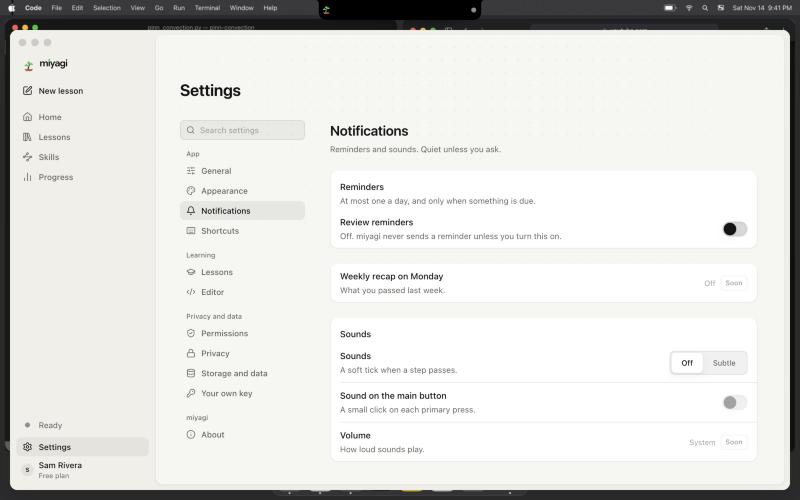 Code File Edit Selection View Go Run Terminal Window Help
Sat Nov 14 9:41 PM
pinn_convection.py — pinn-convection
miyagi
New lesson
Home
Lessons
Skills
Progress
Ready
Settings
S
Sam Rivera
Free plan
Settings
Search settings
App
General
Appearance
Notifications
Shortcuts
Learning
Lessons
Editor
Privacy and data
Permissions
Privacy
Storage and data
Your own key
miyagi
About
Notifications
Reminders and sounds. Quiet unless you ask.
Reminders
At most one a day, and only when something is due.
Review reminders
Off. miyagi never sends a reminder unless you turn this on.
Weekly recap on Monday
What you passed last week.
Off Soon
Sounds
Sounds
A soft tick when a step passes.
Off Subtle
Sound on the main button
A small click on each primary press.
Volume
How loud sounds play.
System Soon